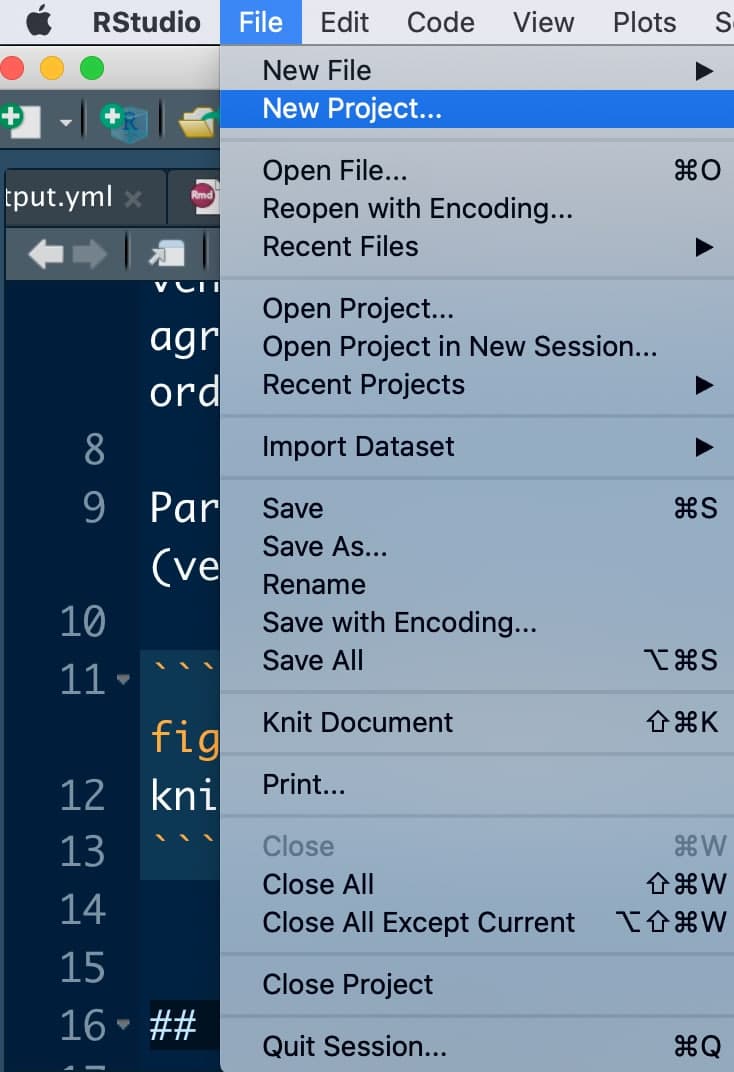 RStudio File Edit Code View Plots
New File ▶
New Project...
Open File... ⌘O
Reopen with Encoding...
Recent Files ▶
Open Project...
Open Project in New Session...
Recent Projects ▶
Import Dataset ▶
Save ⌘S
Save As...
Rename
Save with Encoding...
Save All ⌥⌘S
Knit Document ⇧⌘K
Print...
Close ⌘W
Close All ⇧⌘W
Close All Except Current ⌥⇧⌘W
Close Project
Quit Session... ⌘Q
R
tput.yml
Rmd
agr
ord
8
9 Par
(ve
10
11 ```
fig
12 kni
13 ```
14
15
16 ##